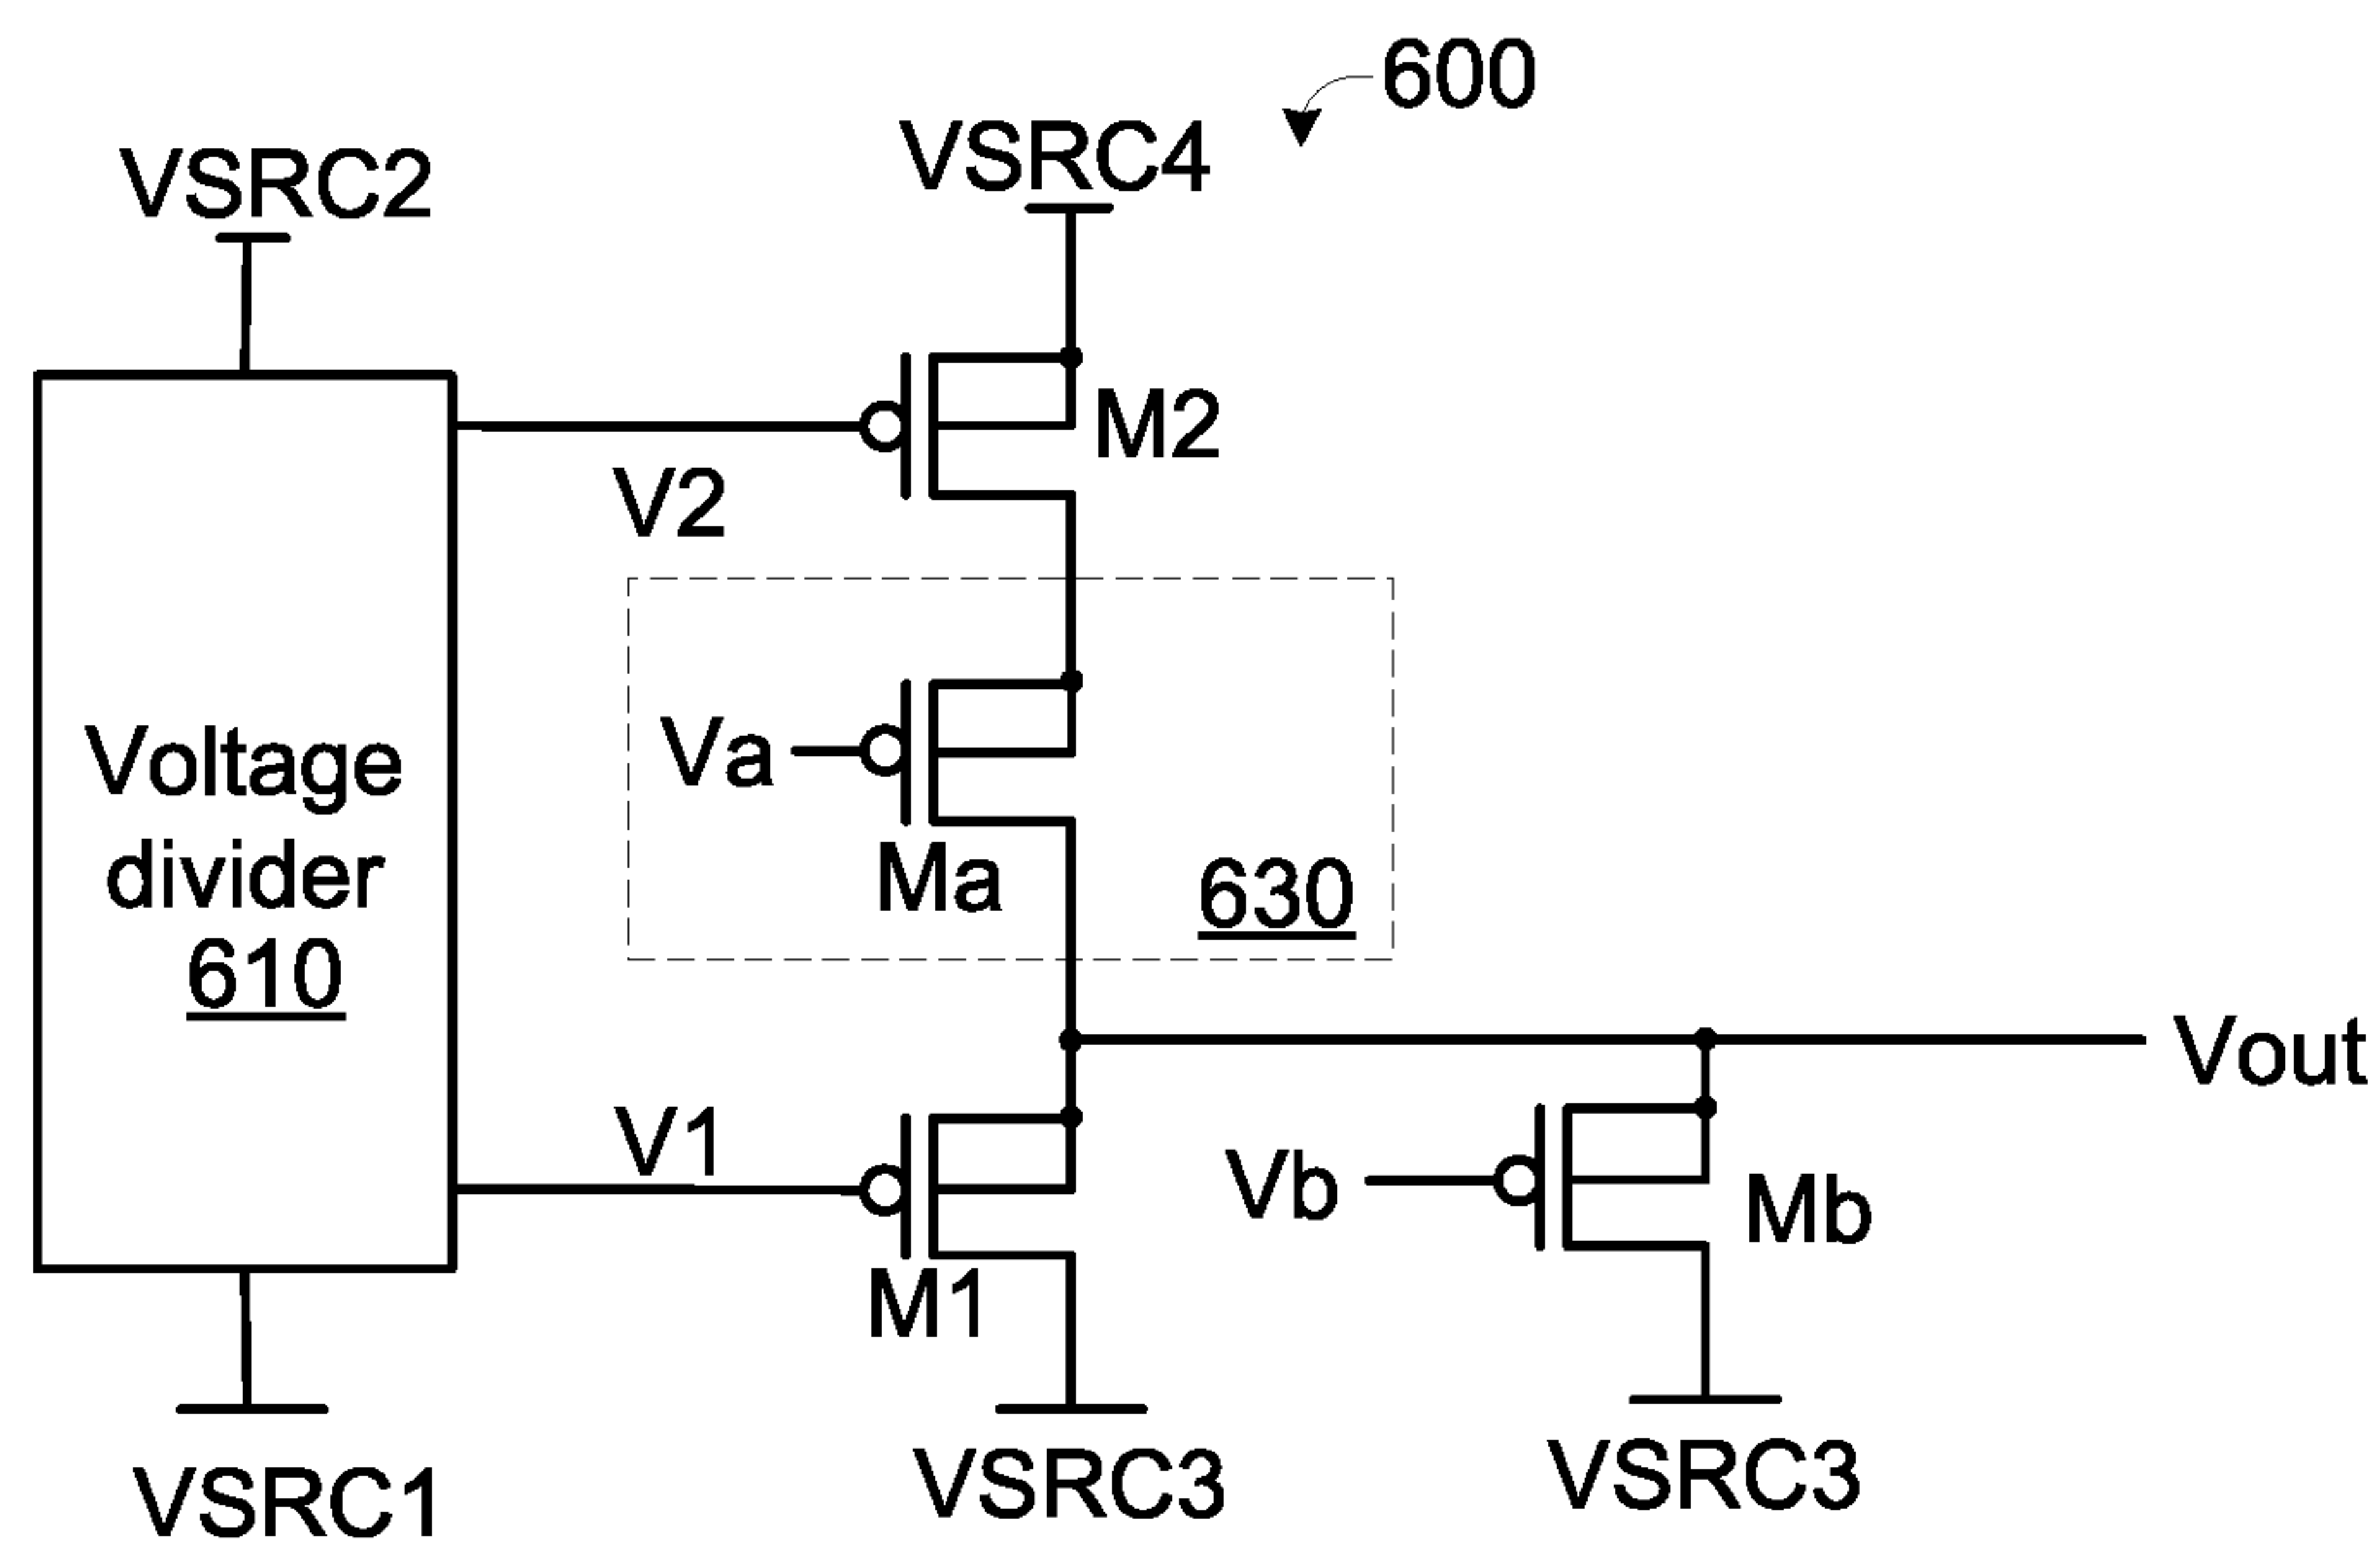 600
VSRC4
VSRC2
M2
V2
Va
Ma
630
Voltage
divider
610
Vout
V1
Vb
Mb
M1
VSRC3
VSRC3
VSRC1